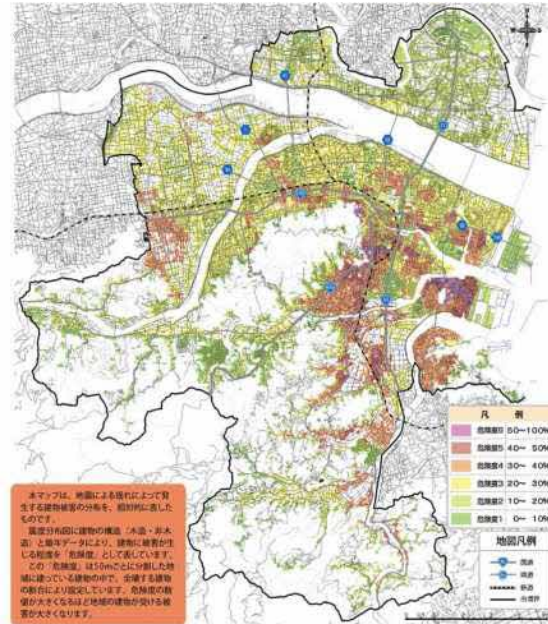 凡 例
危険度6 50～100%
危険度5 40～ 50%
危険度4 30～ 40%
危険度3 20～ 30%
危険度2 10～ 20%
危険度1 0～ 10%
地図凡例
国道
県道
鉄道
市境界
本マップは、地震による揺れによって発
生する建物被害の分布を、相対的に表した
ものです。
震度分布図に建物の構造（木造・非木
造）と築年データにより、建物に被害が生
じる程度を「危険度」として表しています。
この「危険度」は50mごとに分割した地
域に建っている建物の中で、全壊する建物
の割合により設定しています。危険度の数
値が大きくなるほど地域の建物が受ける被
害が大きくなります。